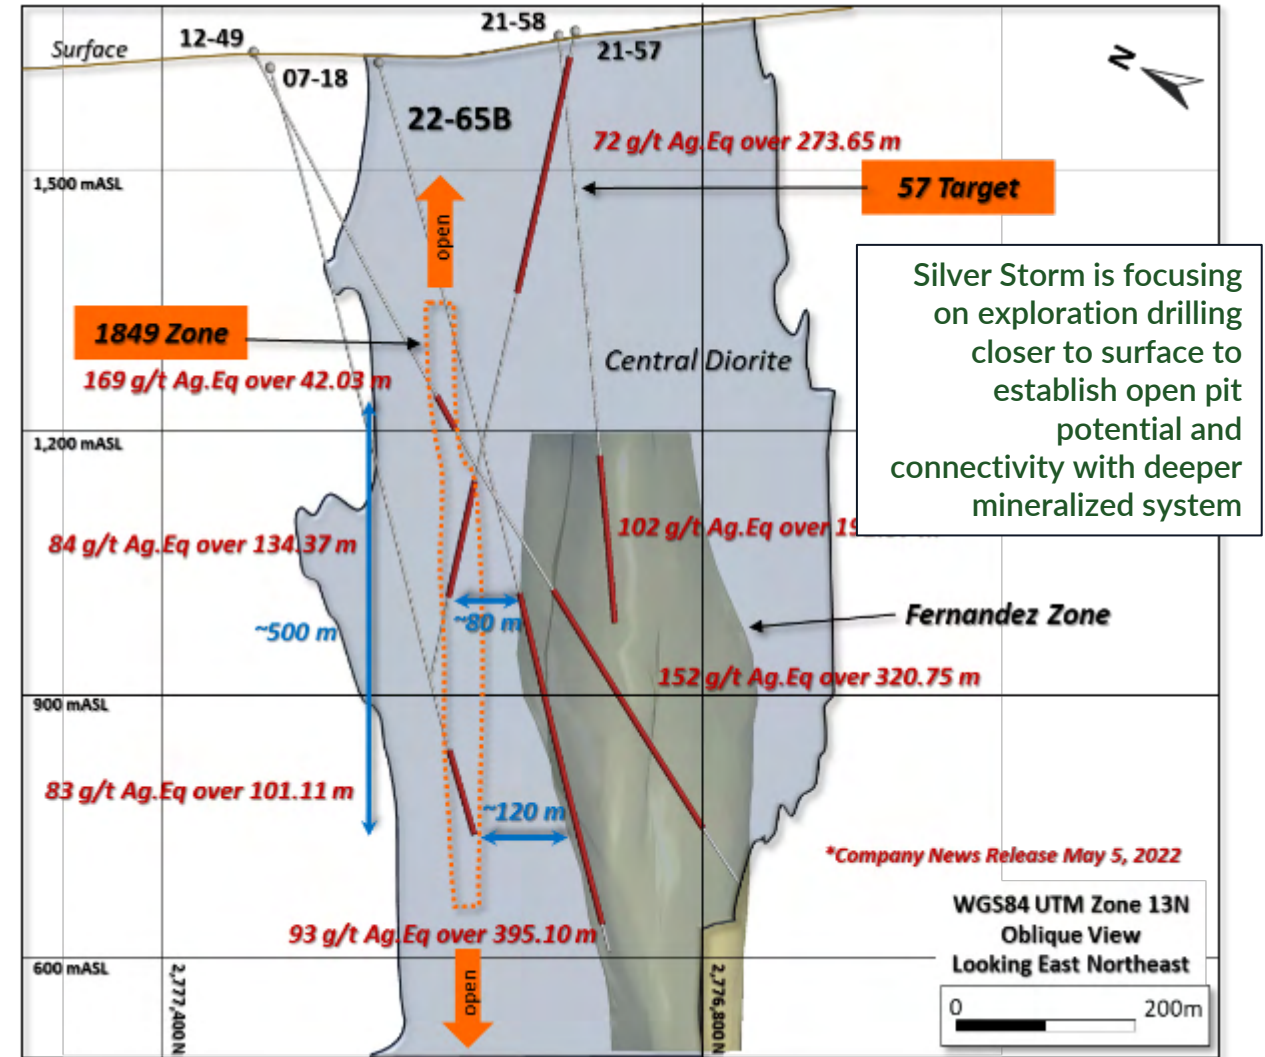 21-58
12-49
Surface
21-57
07-18
N
22-65B
72 g/t Ag.Eq over 273.65 m
1,500 mASL
57 Target
open
Silver Storm is focusing
on exploration drilling
closer to surface to
establish open pit
potential and
connectivity with deeper
mineralized system
1849 Zone
Central Diorite
169 g/t Ag.Eq over 42.03 m
1,200 mASL
102 g/t Ag.Eq over
84 g/t Ag.Eq over 134.37 m
~80 m
~500 m
Fernandez Zone
152 g/t Ag.Eq over 320.75 m
900 mASL
83 g/t Ag.Eq over 101.11 m
~120 m
*Company News Release May 5, 2022
WGS84 UTM Zone 13N
Oblique View
Looking East Northeast
93 g/t Ag.Eq over 395.10 m
600 mASL
2,777,400 N
open
2,776,800 N
0 200m